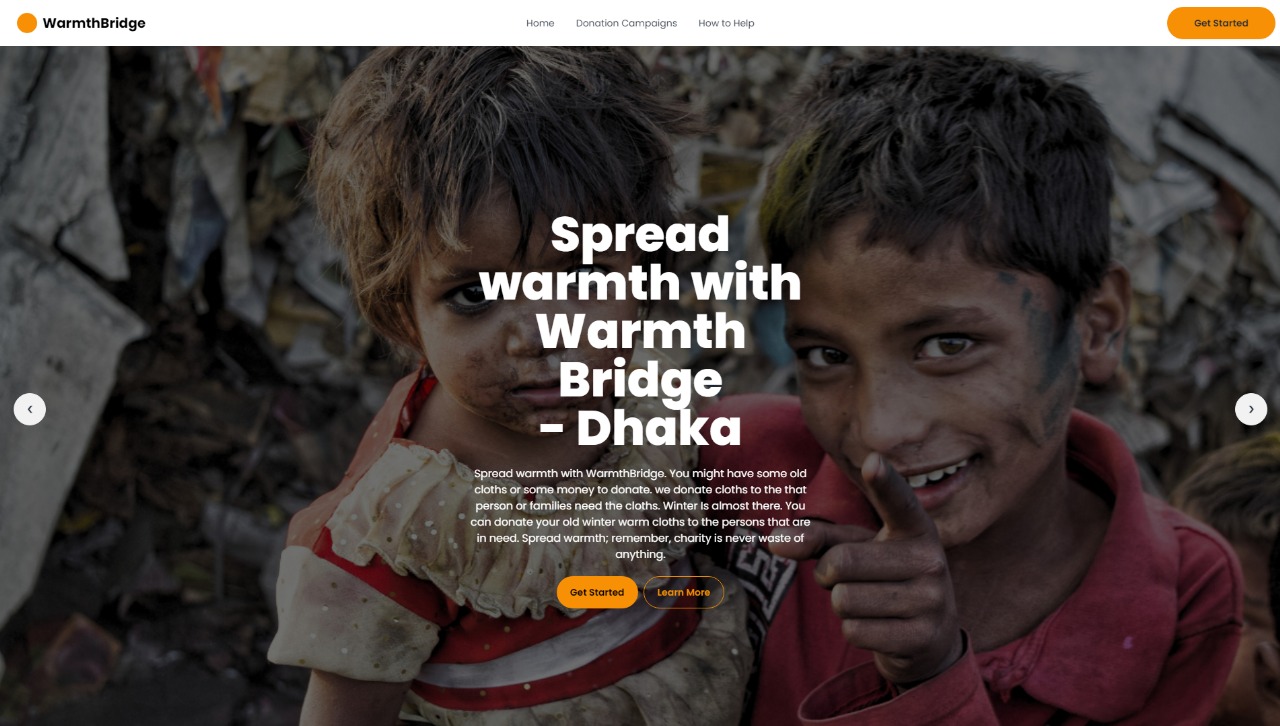 WarmthBridge
Home
Donation Campaigns
How to Help
Get Started
Spread
warmth with
Warmth
Bridge
– Dhaka
Spread warmth with WarmthBridge. You might have some old
cloths or some money to donate. we donate cloths to the that
person or families need the cloths. Winter is almost there. You
can donate your old winter warm cloths to the persons that are
in need. Spread warmth; remember, charity is never waste of
anything.
Get Started
Learn More